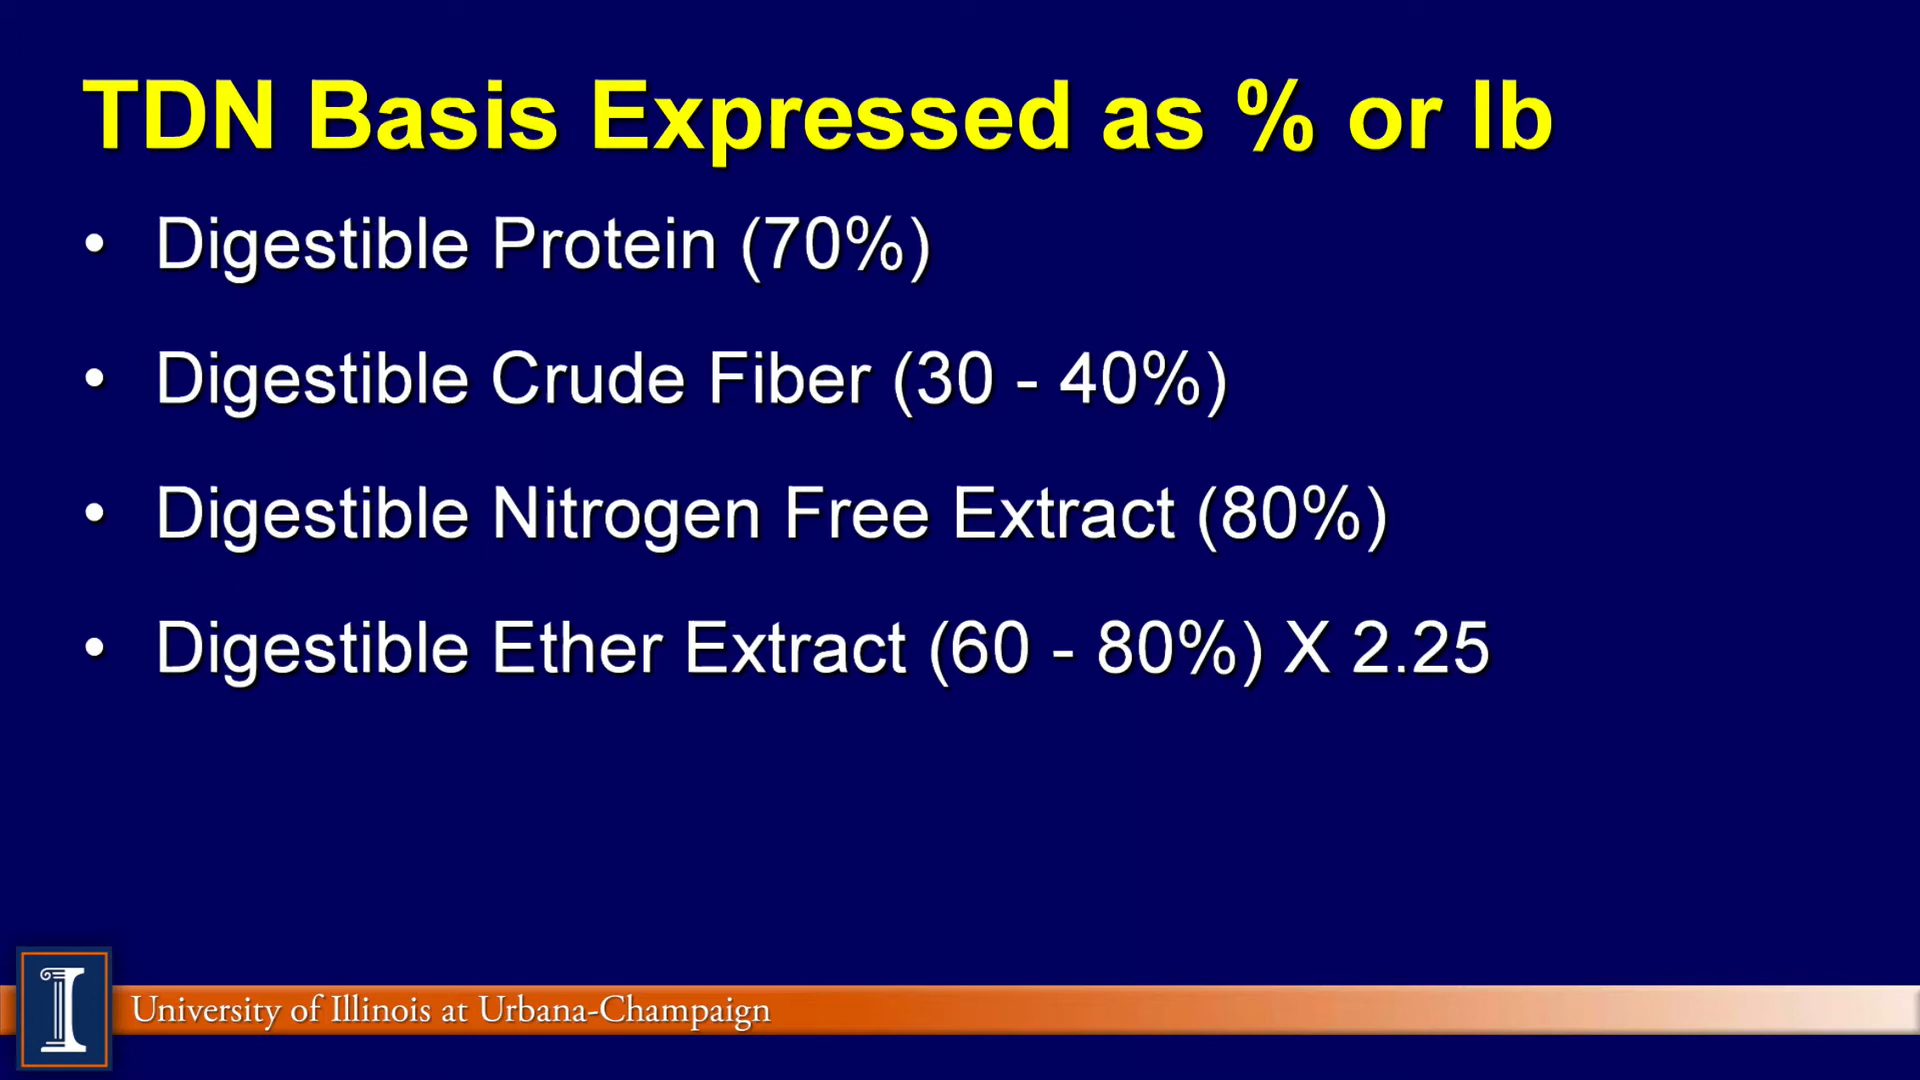 TDN Basis Expressed as % or lb
• Digestible Protein (70%)
• Digestible Crude Fiber (30 - 40%)
• Digestible Nitrogen Free Extract (80%)
• Digestible Ether Extract (60 - 80%) X 2.25
I
University of Illinois at Urbana-Champaign